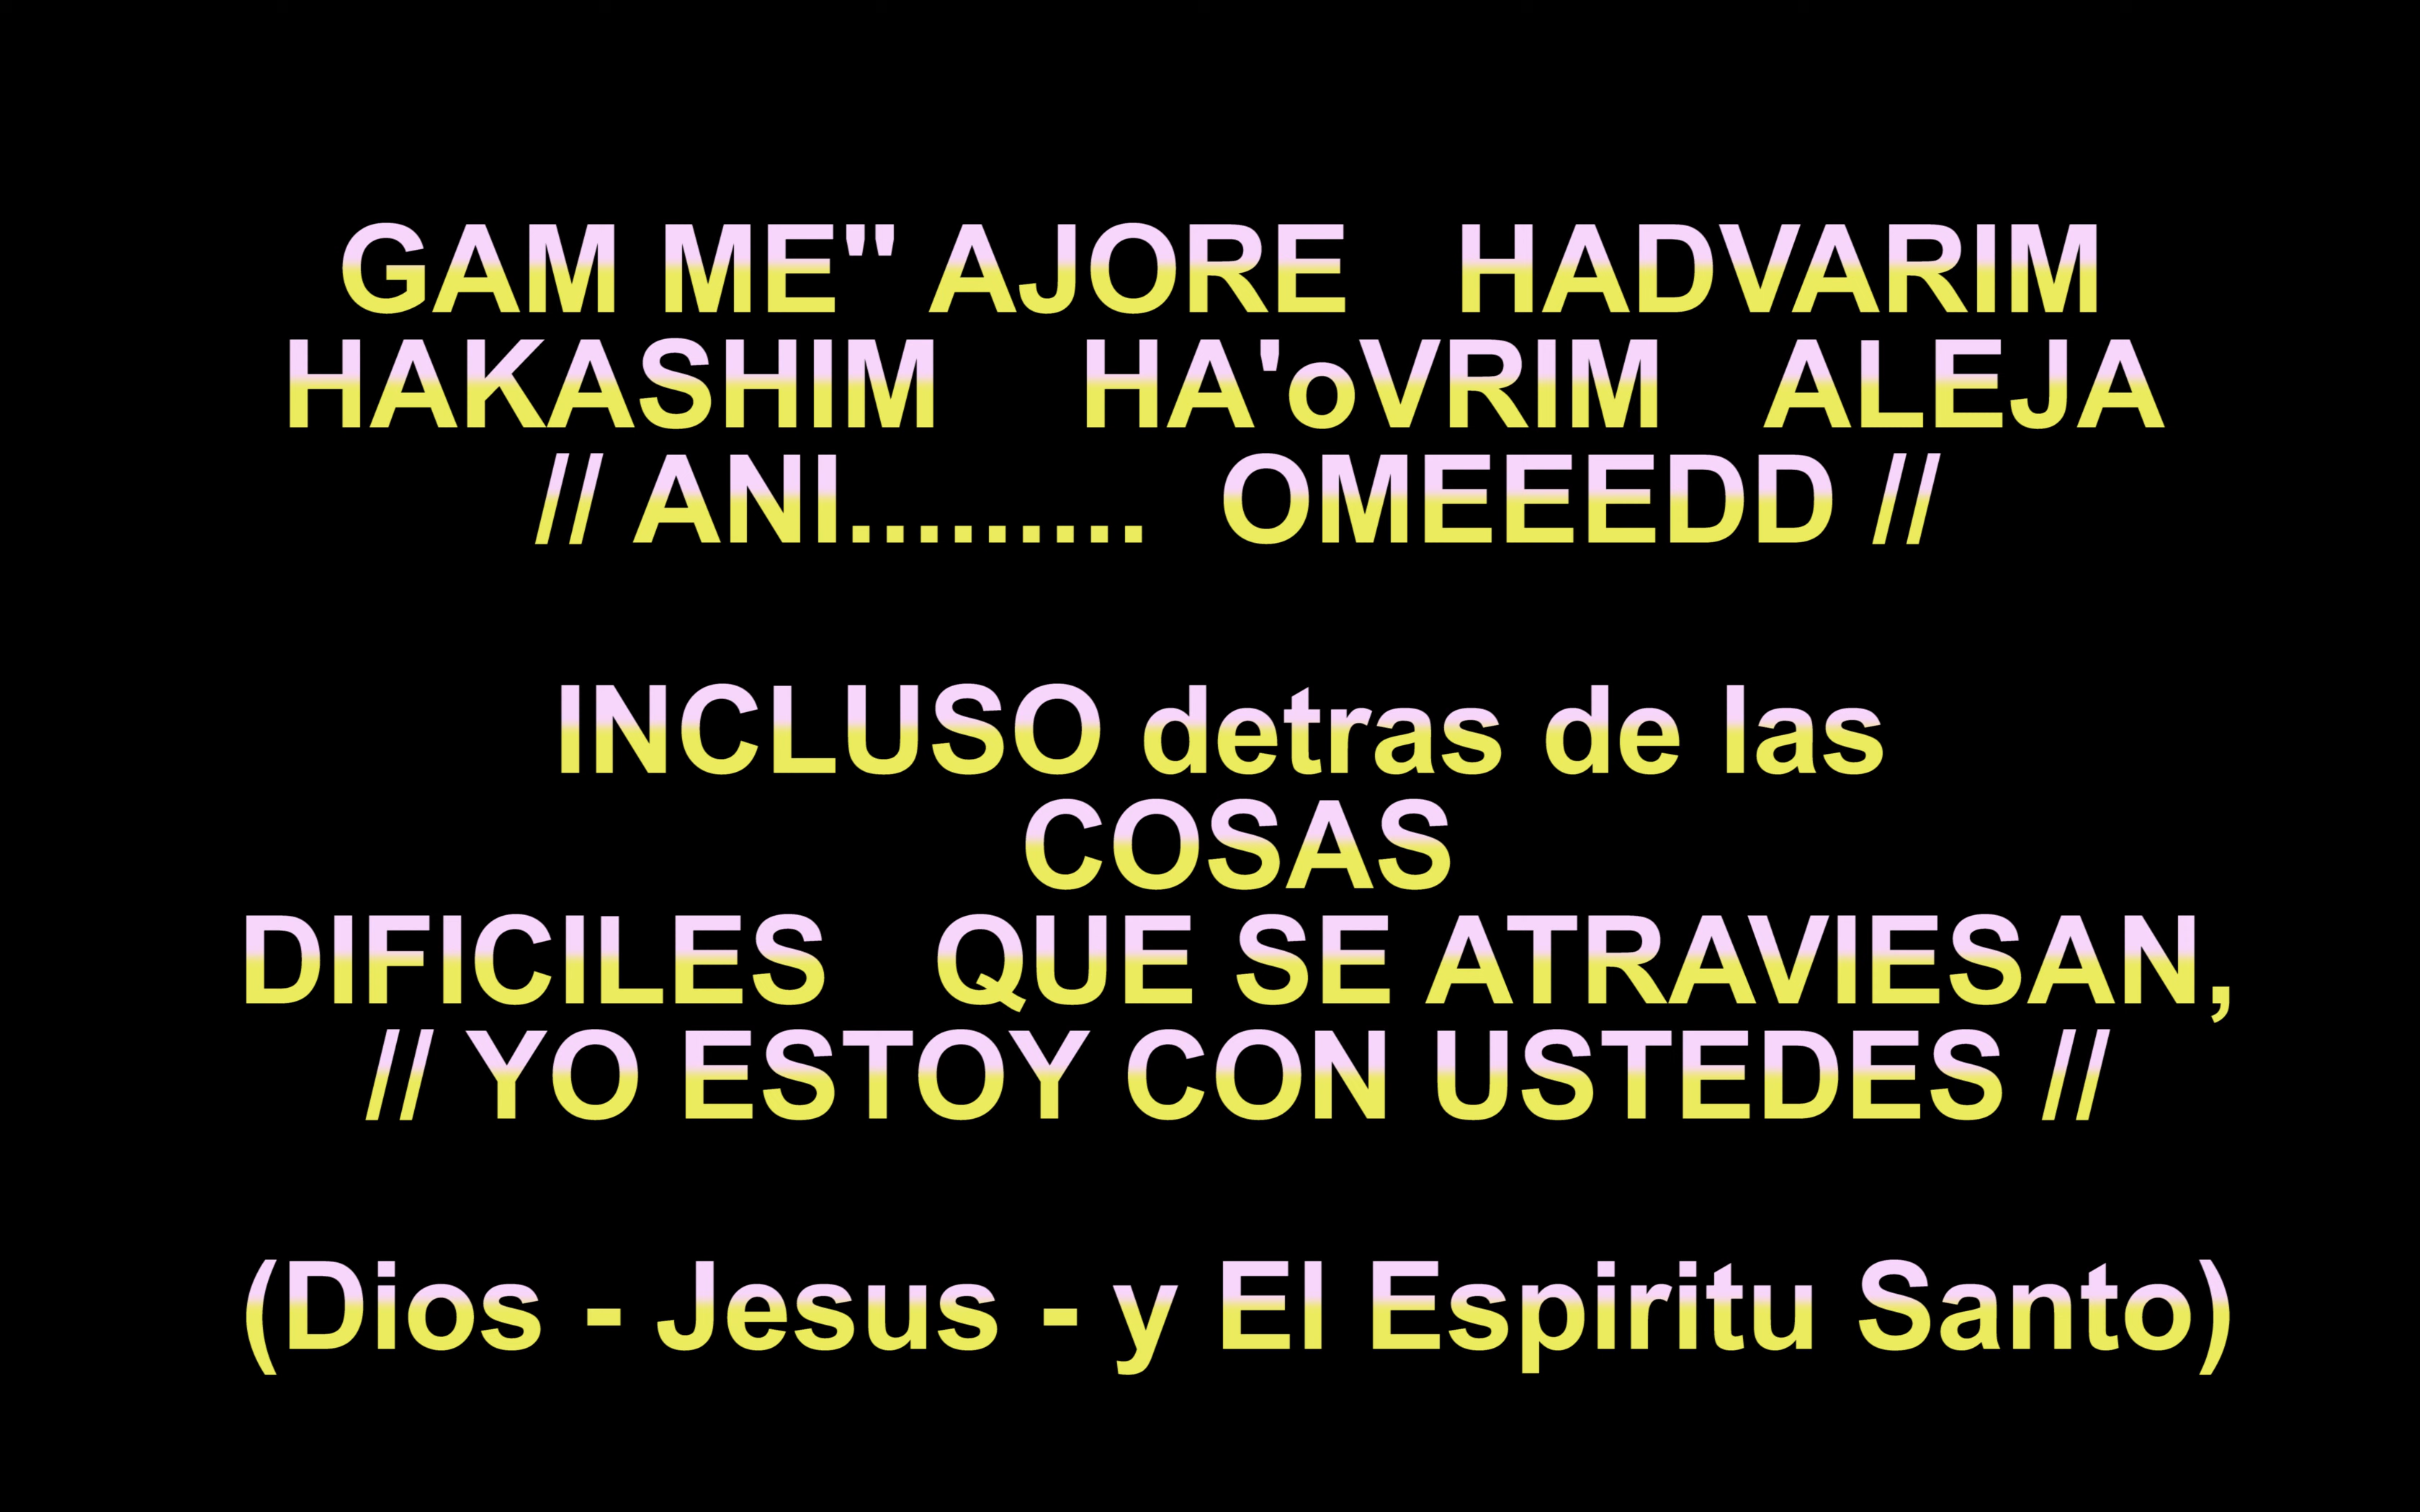 GAM ME" AJORE HADVARIM
HAKASHIM HA'oVRIM ALEJA
// ANI......... OMEEEDD //
INCLUSO detras de las
COSAS
DIFICILES QUE SE ATRAVIESAN,
// YO ESTOY CON USTEDES //
(Dios - Jesus - y El Espiritu Santo)